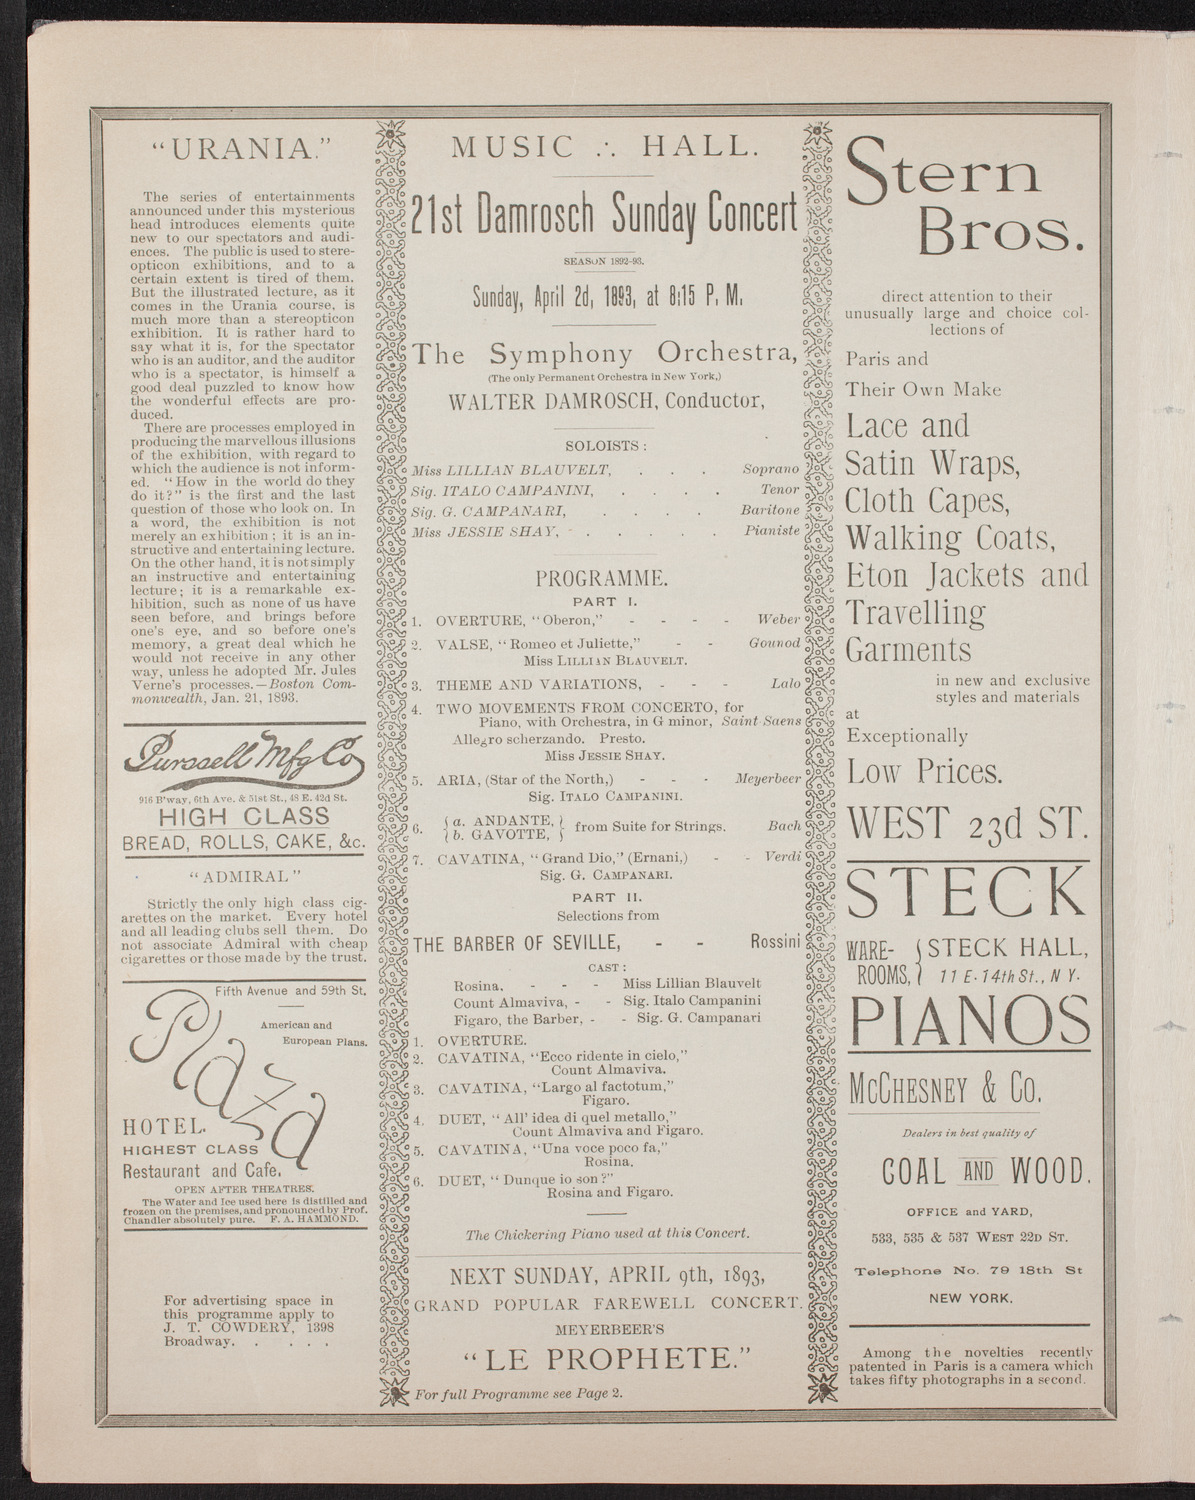 "URANIA."
The series of entertainments
announced under this mysterious
head introduces elements quite
new to our spectators and audi-
ences. The public is used to stere-
opticon exhibitions, and to a
certain extent is tired of them.
But the illustrated lecture, as it
comes in the Urania course, is
much more than a stereopticon
exhibition. It is rather hard to
say what it is, for the spectator
who is an auditor, and the auditor
who is a spectator, is himself a
good deal puzzled to know how
the wonderful effects are pro-
duced.
There are processes employed in
producing the marvellous illusions
of the exhibition, with regard to
which the audience is not inform-
ed. "How in the world do they
do it?" is the first and the last
question of those who look on. In
a word, the exhibition is not
merely an exhibition; it is an in-
structive and entertaining lecture.
On the other hand, it is not simply
an instructive and entertaining
lecture; it is a remarkable ex-
hibition, such as none of us have
seen before, and brings before
one's eye, and so before one's
memory, a great deal which he
would not receive in any other
way, unless he adopted Mr. Jules
Verne's processes.—Boston Com-
monwealth, Jan. 21, 1893.
Purssell Mfg Co
916 B'way, 6th Ave. & 51st St., 48 E. 42d St.
HIGH CLASS
BREAD, ROLLS, CAKE, &c.
"ADMIRAL"
Strictly the only high class cig-
arettes on the market. Every hotel
and all leading clubs sell them. Do
not associate Admiral with cheap
cigarettes or those made by the trust.
Fifth Avenue and 59th St.
American and
European Plans.
Plaza
HOTEL.
HIGHEST CLASS
Restaurant and Cafe.
OPEN AFTER THEATRES.
The Water and Ice used here is distilled and
frozen on the premises, and pronounced by Prof.
Chandler absolutely pure. F. A. HAMMOND.
For advertising space in
this programme apply to
J. T. COWDERY, 1398
Broadway. . . . .
MUSIC ∴ HALL.
21st Damrosch Sunday Concert
SEASON 1892-93.
Sunday, April 2d, 1893, at 8:15 P. M.
The Symphony Orchestra,
(The only Permanent Orchestra in New York,)
WALTER DAMROSCH, Conductor,
SOLOISTS:
Miss LILLIAN BLAUVELT, . . . Soprano
Sig. ITALO CAMPANINI, . . . . Tenor
Sig. G. CAMPANARI, . . . . Baritone
Miss JESSIE SHAY, - . . . . . Pianiste
PROGRAMME.
PART I.
1. OVERTURE, "Oberon," - - - - Weber
2. VALSE, "Romeo et Juliette," - - Gounod
Miss LILLIAN BLAUVELT.
3. THEME AND VARIATIONS, - - - Lalo
4. TWO MOVEMENTS FROM CONCERTO, for
Piano, with Orchestra, in G minor, Saint-Saens
Allegro scherzando. Presto.
Miss JESSIE SHAY.
5. ARIA, (Star of the North,) - - - Meyerbeer
Sig. ITALO CAMPANINI.
6. { a. ANDANTE, } from Suite for Strings. Bach
{ b. GAVOTTE, }
7. CAVATINA, "Grand Dio," (Ernani,) - - Verdi
Sig. G. CAMPANARI.
PART II.
Selections from
THE BARBER OF SEVILLE, - - Rossini
CAST:
Rosina, - - - Miss Lillian Blauvelt
Count Almaviva, - - Sig. Italo Campanini
Figaro, the Barber, - - Sig. G. Campanari
1. OVERTURE.
2. CAVATINA, "Ecco ridente in cielo,"
Count Almaviva.
3. CAVATINA, "Largo al factotum,"
Figaro.
4. DUET, "All' idea di quel metallo,"
Count Almaviva and Figaro.
5. CAVATINA, "Una voce poco fa,"
Rosina.
6. DUET, "Dunque io son?"
Rosina and Figaro.
The Chickering Piano used at this Concert.
NEXT SUNDAY, APRIL 9th, 1893,
GRAND POPULAR FAREWELL CONCERT.
MEYERBEER'S
"LE PROPHETE."
For full Programme see Page 2.
Stern
Bros.
direct attention to their
unusually large and choice col-
lections of
Paris and
Their Own Make
Lace and
Satin Wraps,
Cloth Capes,
Walking Coats,
Eton Jackets and
Travelling
Garments
in new and exclusive
styles and materials
at
Exceptionally
Low Prices.
WEST 23d ST.
STECK
WARE- { STECK HALL,
ROOMS, { 11 E. 14th St., N Y.
PIANOS
McCHESNEY & CO.
Dealers in best quality of
COAL AND WOOD.
OFFICE and YARD,
533, 535 & 537 WEST 22D ST.
Telephone No. 79 18th St
NEW YORK.
Among the novelties recently
patented in Paris is a camera which
takes fifty photographs in a second.